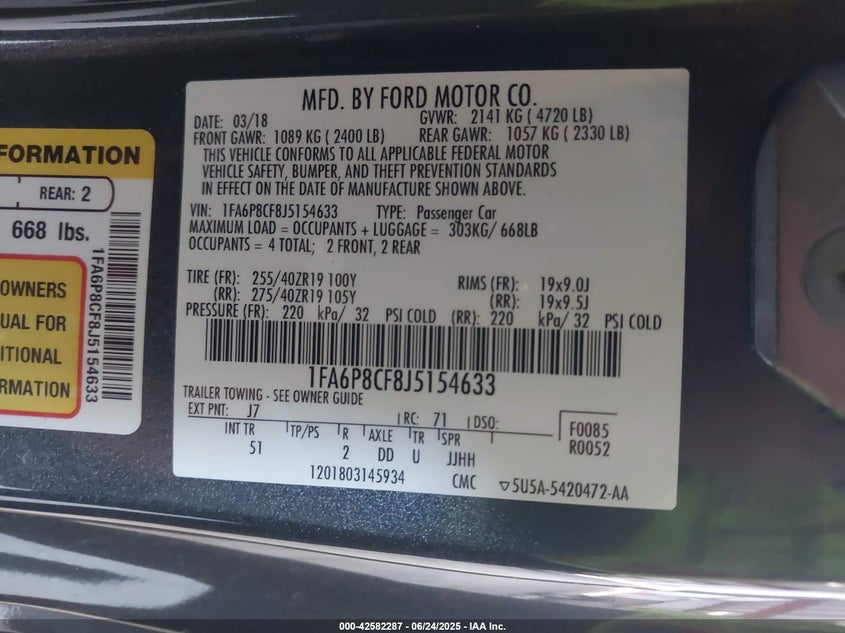 FORMATION
REAR: 2
668 lbs.
OWNERS
UAL FOR
ITIONAL
RMATION
1FA6P8CF8J5154633
MFD. BY FORD MOTOR CO.
DATE: 03/18 GVWR: 2141 KG ( 4720 LB)
FRONT GAWR: 1089 KG ( 2400 LB) REAR GAWR: 1057 KG ( 2330 LB)
THIS VEHICLE CONFORMS TO ALL APPLICABLE FEDERAL MOTOR
VEHICLE SAFETY, BUMPER, AND THEFT PREVENTION STANDARDS
IN EFFECT ON THE DATE OF MANUFACTURE SHOWN ABOVE.
VIN: 1FA6P8CF8J5154633 TYPE: Passenger Car
MAXIMUM LOAD = OCCUPANTS + LUGGAGE = 303KG/ 668LB
OCCUPANTS = 4 TOTAL; 2 FRONT, 2 REAR
TIRE (FR): 255/40ZR19 100Y RIMS (FR): 19x9.0J
(RR): 275/40ZR19 105Y (RR): 19x9.5J
PRESSURE (FR): 220 kPa/ 32 PSI COLD (RR): 220 kPa/ 32 PSI COLD
1FA6P8CF8J5154633
TRAILER TOWING - SEE OWNER GUIDE
EXT PNT: J7 RC: 71 DSO: F0085
INT TR TP/PS R AXLE TR SPR R0052
51 2 DD U JJHH
1201803145934 CMC ▽5U5A-5420472-AA
000-42582287 - 06/24/2025 - IAA Inc.